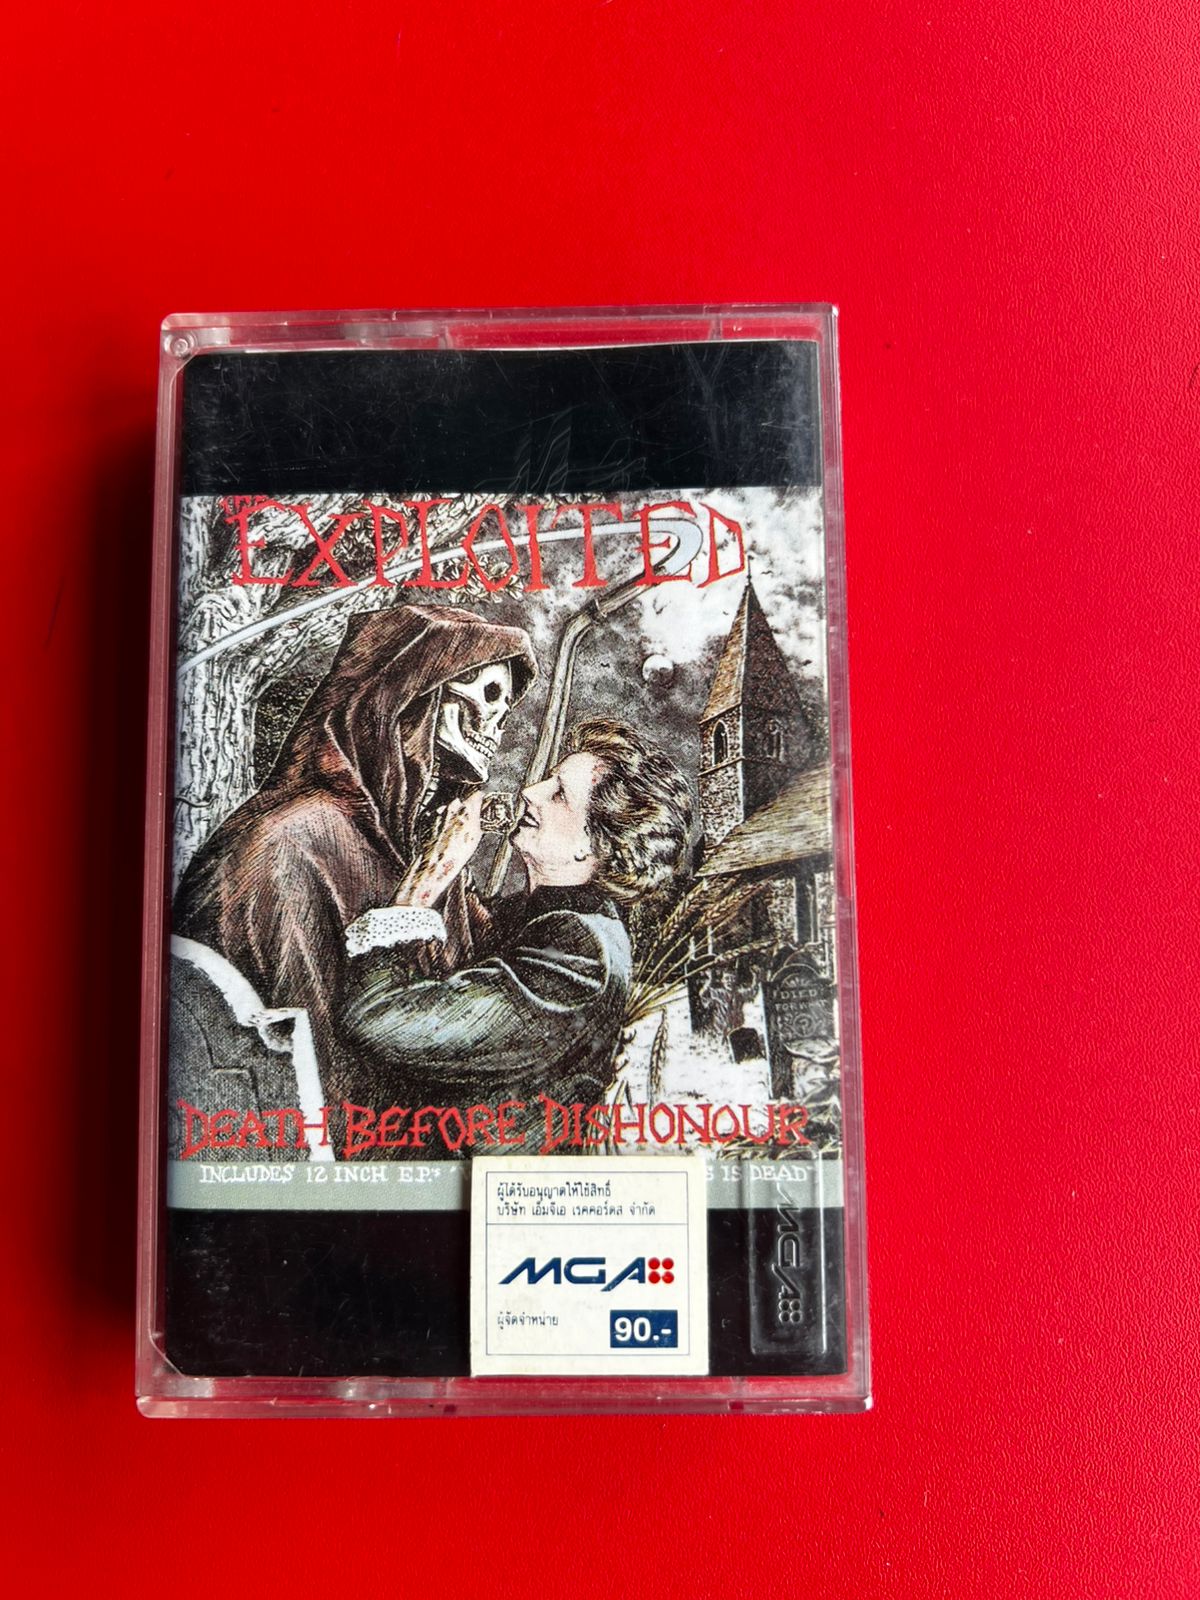 THE
EXPLOITED
DIED
DEATH BEFORE DISHONOUR
INCLUDES 12 INCH E.P.'s "
IS DEAD"
ผู้ได้รับอนุญาตให้ใช้สิทธิ์
บริษัท เอ็มจีเอ เรคคอร์ดส จำกัด
MGA
ผู้จัดจำหน่าย
90.-
MGA